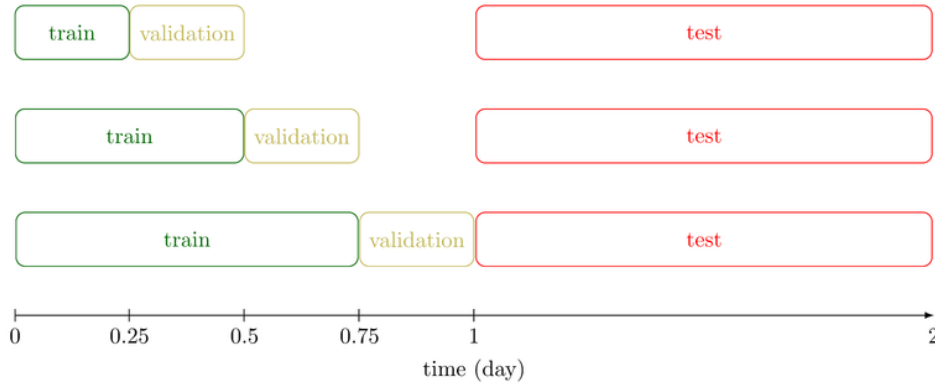 train validation test
train validation test
train validation test
0 0.25 0.5 0.75 1 2
time (day)